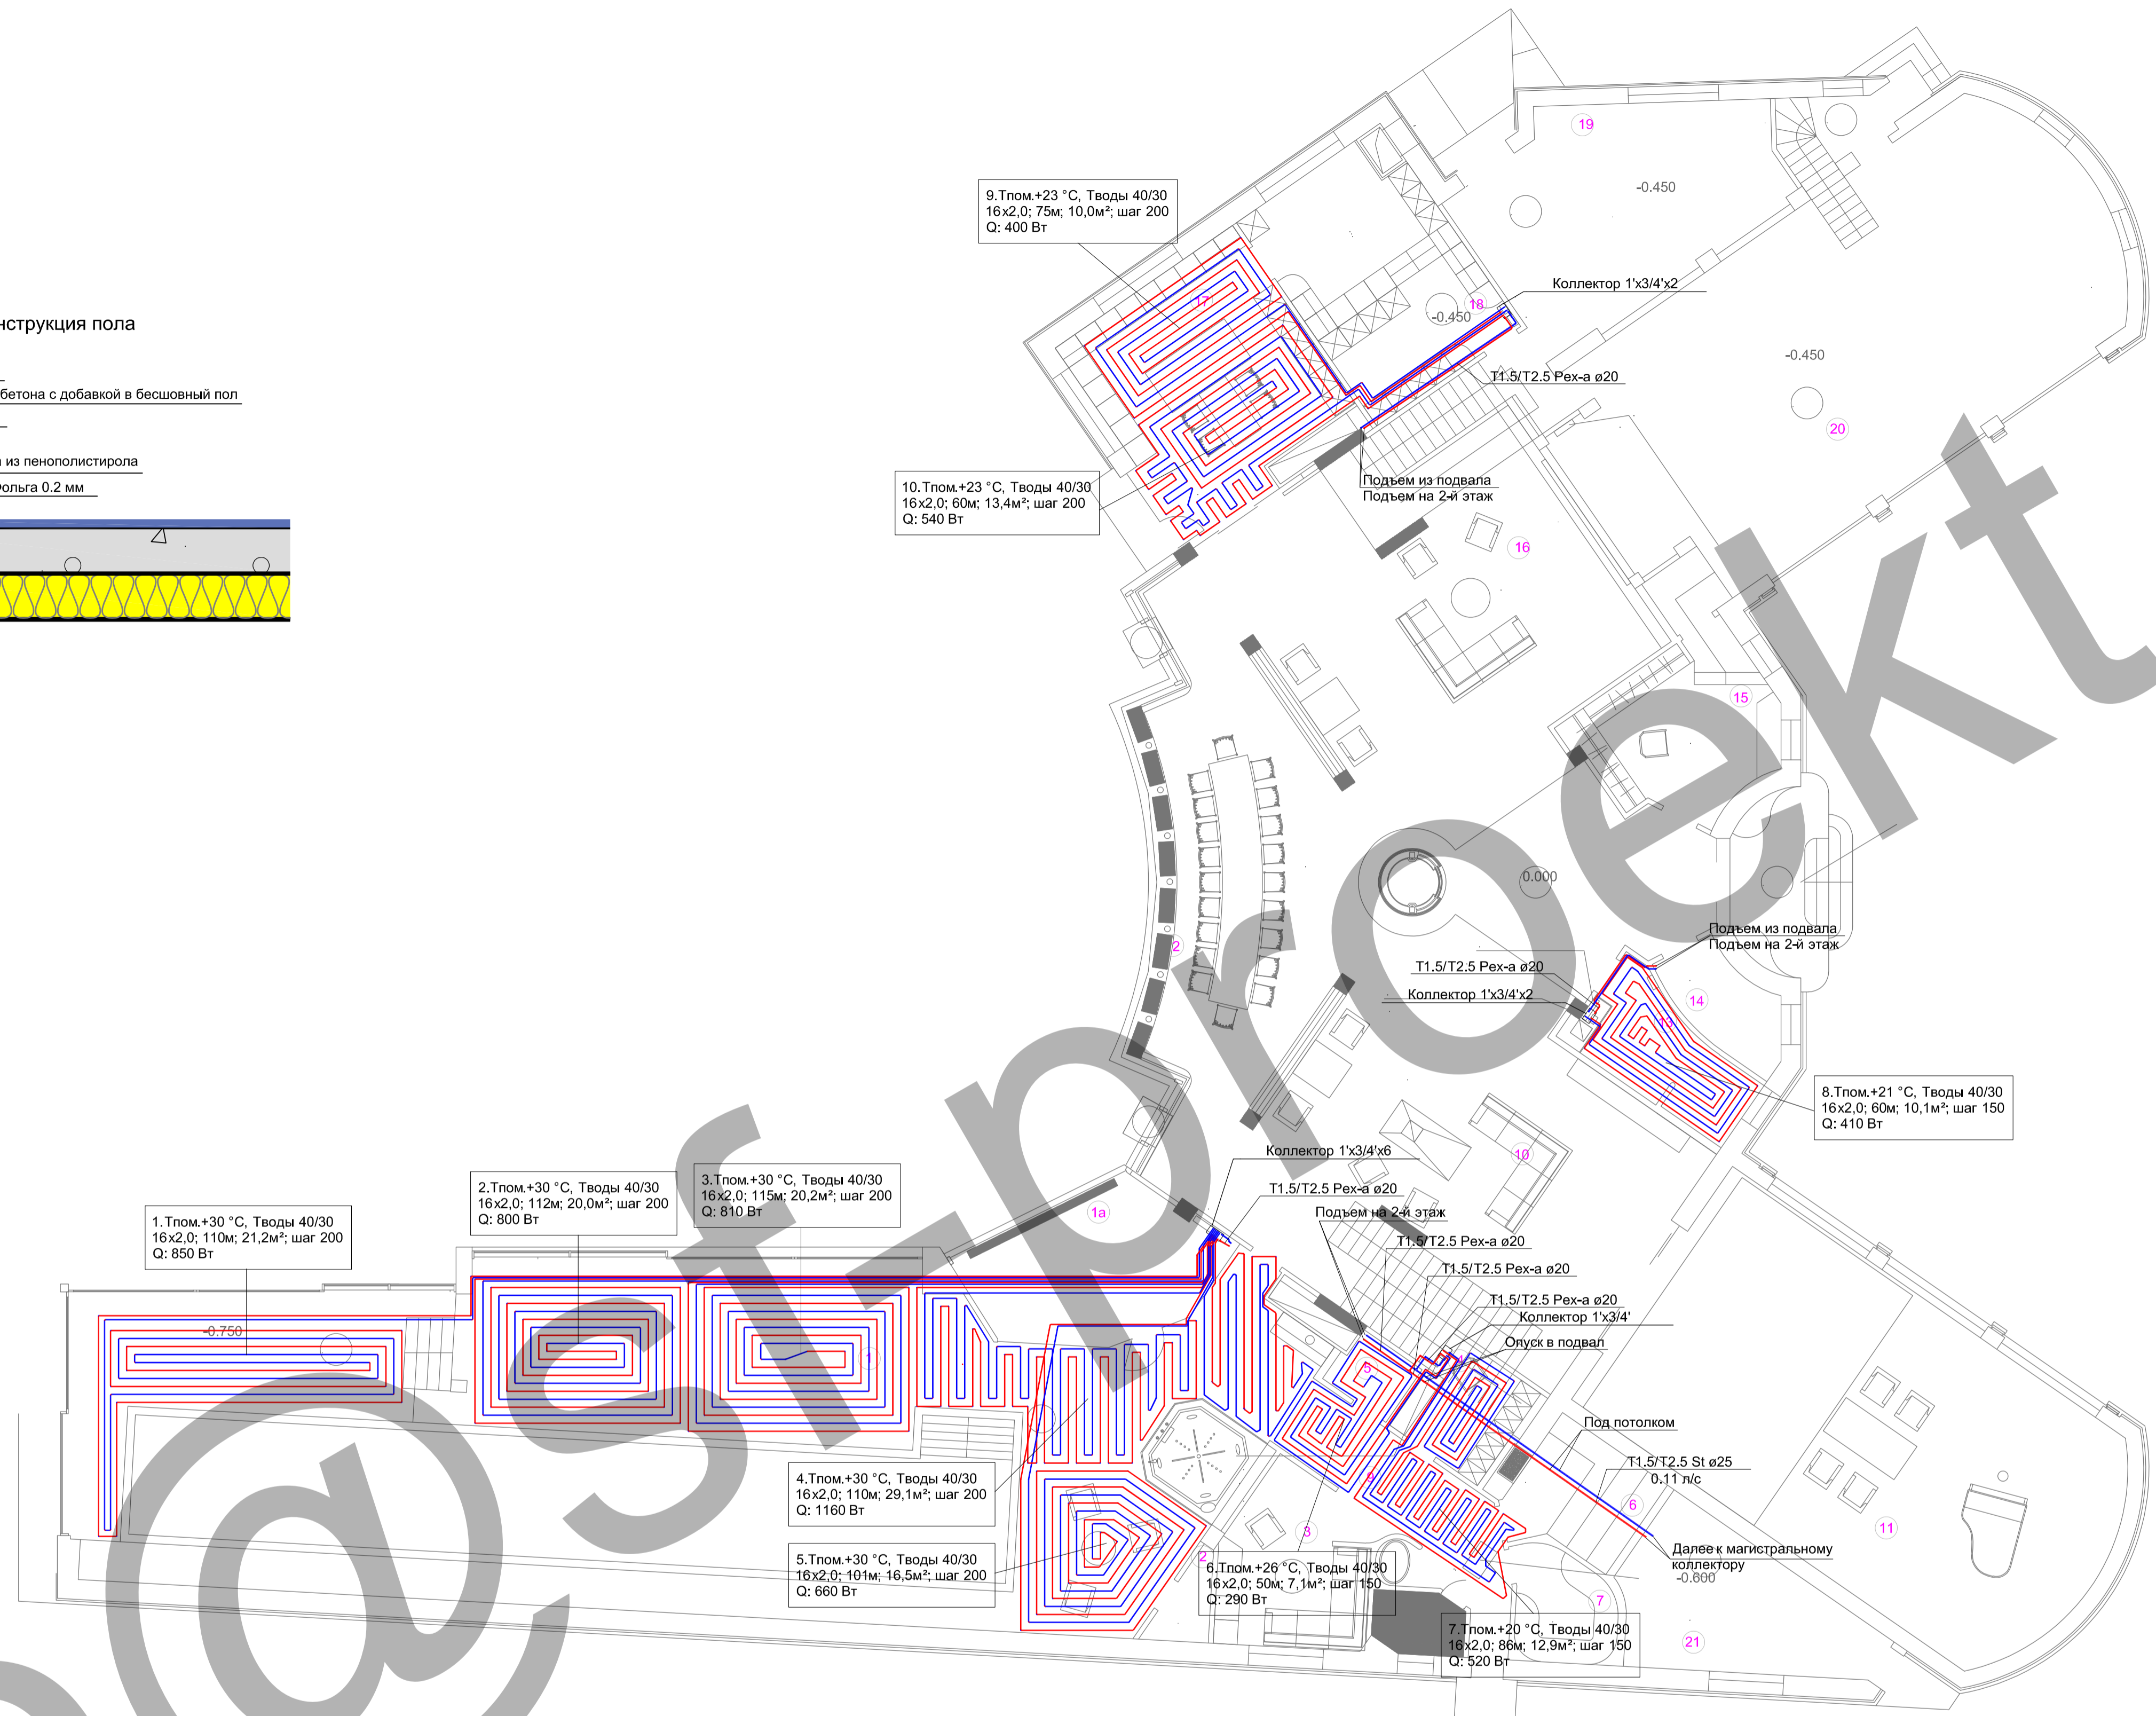 19
-0.450
9.Тпом.+23 °C, Тводы 40/30
16х2,0; 75м; 10,0м²; шаг 200
Q: 400 Вт
Коллектор 1'х3/4'х2
17
18
-0.450
нструкция пола
-0.450
Т1.5/Т2.5 Pex-a ø20
бетона с добавкой в бесшовный пол
20
из пенополистирола
ольга 0.2 мм
10.Тпом.+23 °C, Тводы 40/30
16х2,0; 60м; 13,4м²; шаг 200
Q: 540 Вт
Подъем из подвала
Подъем на 2-й этаж
16
15
0.000
2
Подъем из подвала
Подъем на 2-й этаж
Т1.5/Т2.5 Pex-a ø20
Коллектор 1'х3/4'х2
14
13
8.Тпом.+21 °C, Тводы 40/30
16х2,0; 60м; 10,1м²; шаг 150
Q: 410 Вт
Коллектор 1'х3/4'х6
10
Т1.5/Т2.5 Pex-a ø20
1а
Подъем на 2-й этаж
3.Тпом.+30 °C, Тводы 40/30
16х2,0; 115м; 20,2м²; шаг 200
Q: 810 Вт
2.Тпом.+30 °C, Тводы 40/30
16х2,0; 112м; 20,0м²; шаг 200
Q: 800 Вт
1.Тпом.+30 °C, Тводы 40/30
16х2,0; 110м; 21,2м²; шаг 200
Q: 850 Вт
Т1.5/Т2.5 Pex-a ø20
Т1.5/Т2.5 Pex-a ø20
Т1.5/Т2.5 Pex-a ø20
Коллектор 1'х3/4'
Опуск в подвал
-0.750
1
5
4
Под потолком
Т1.5/Т2.5 St ø25
0.11 л/с
9
6
11
4.Тпом.+30 °C, Тводы 40/30
16х2,0; 110м; 29,1м²; шаг 200
Q: 1160 Вт
3
2
Далее к магистральному
коллектору
-0.600
5.Тпом.+30 °C, Тводы 40/30
16х2,0; 101м; 16,5м²; шаг 200
Q: 660 Вт
6.Тпом.+26 °C, Тводы 40/30
16х2,0; 50м; 7,1м²; шаг 150
Q: 290 Вт
7
7.Тпом.+20 °C, Тводы 40/30
16х2,0; 86м; 12,9м²; шаг 150
Q: 520 Вт
21
@sf-proekt